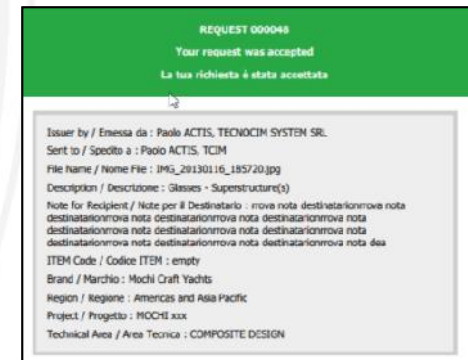 REQUEST 000048
Your request was accepted
La tua richiesta è stata accettata
Issuer by / Emessa da : Paolo ACTIS, TECNOCIM SYSTEM SRL
Sent to / Spedito a : Paolo ACTIS, TCIM
File Name / Nome File : IMG_20130116_185720.jpg
Description / Descrizione : Glasses - Superstructure(s)
Note for Recipient / Note per il Destinatario : rrova nota destinatarionrrova nota
destinatarionrrova nota destinatarionrrova nota destinatarionrrova nota
destinatarionrrova nota destinatarionrrova nota destinatarionrrova nota
destinatarionrrova nota destinatarionrrova nota destinatarionrrova nota dea
ITEM Code / Codice ITEM : empty
Brand / Marchio : Mochi Craft Yachts
Region / Regione : Americas and Asia Pacific
Project / Progetto : MOCHI xxx
Technical Area / Area Tecnica : COMPOSITE DESIGN